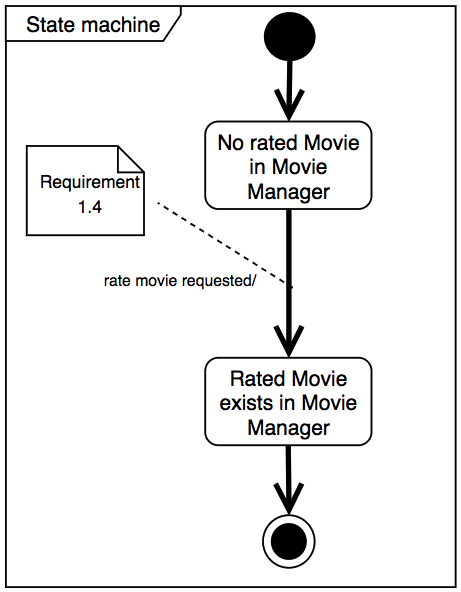 State machine
No rated Movie
in Movie
Manager
Requirement
1.4
rate movie requested/
Rated Movie
exists in Movie
Manager